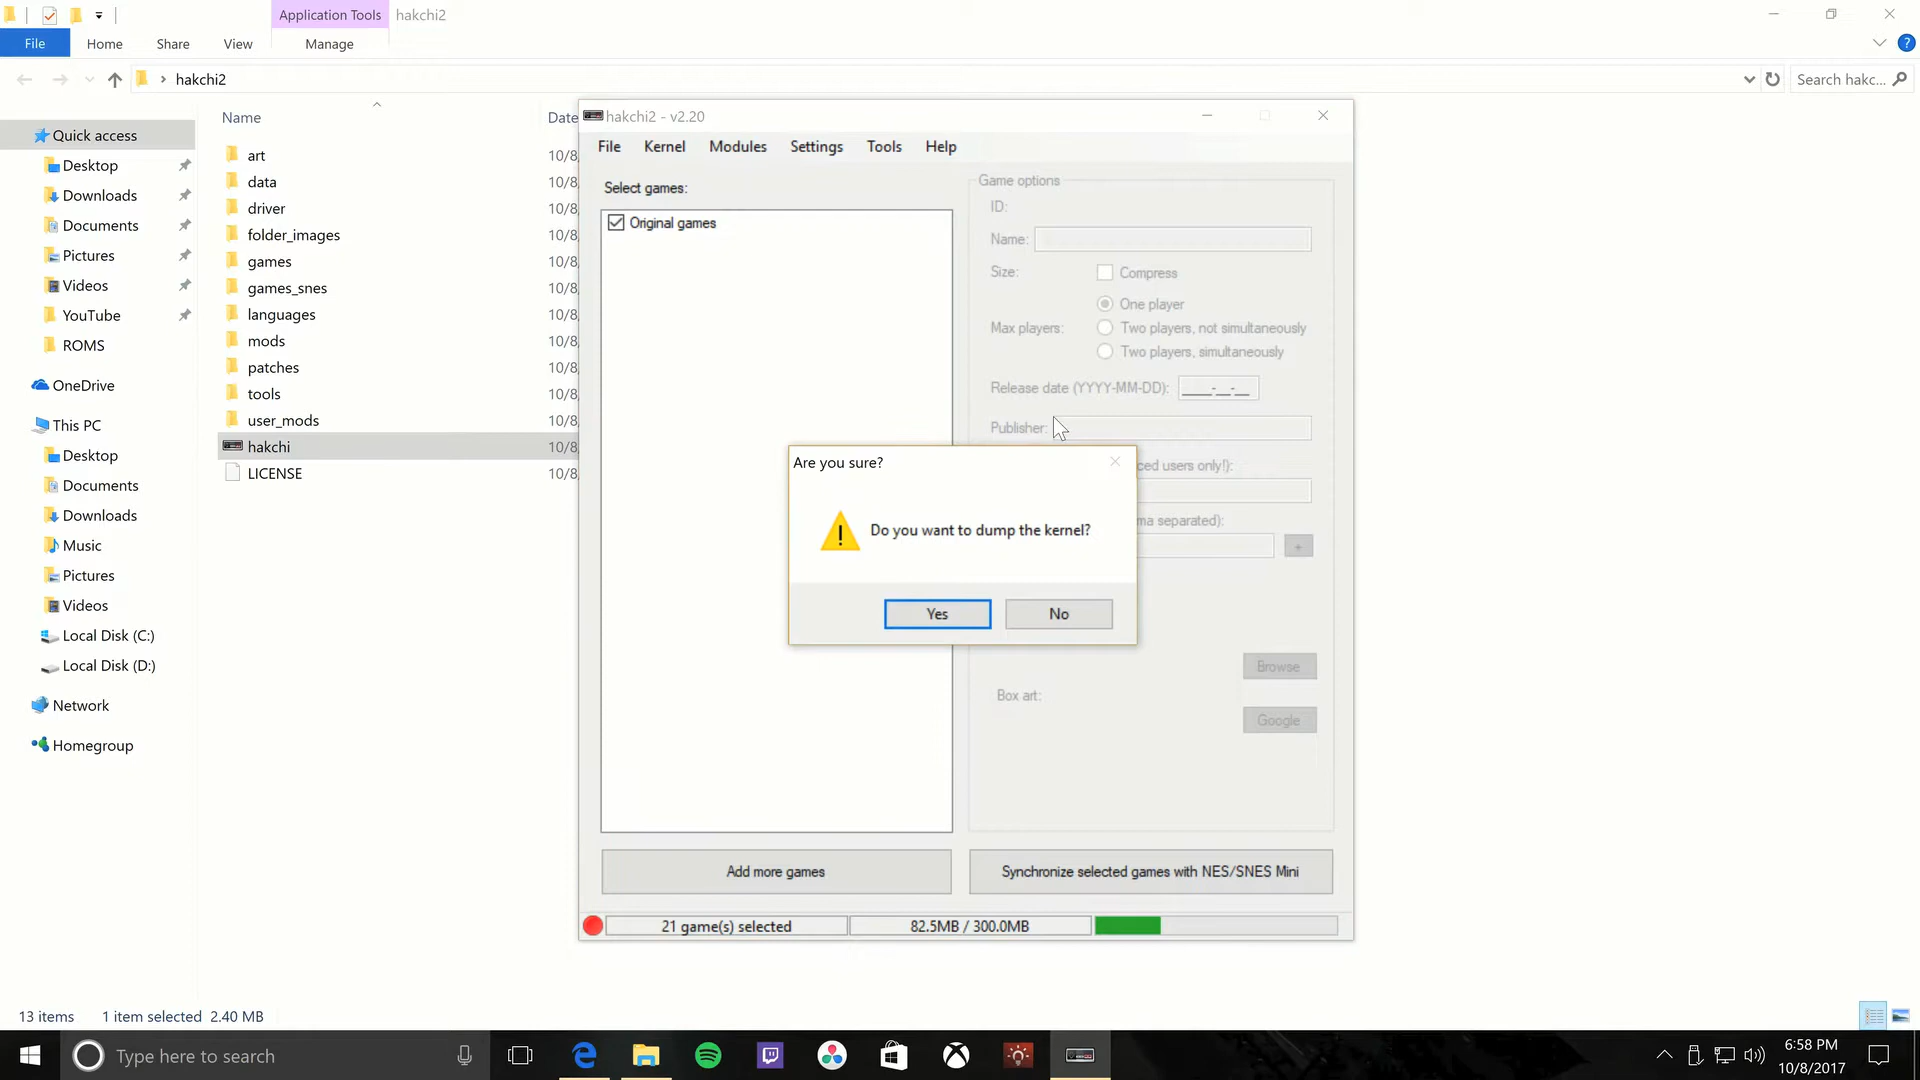 Application Tools
hakchi2
File
Home
Share
View
Manage
hakchi2
Search hakc...
Name
Date
Quick access
Desktop
Downloads
Documents
Pictures
Videos
YouTube
ROMS
OneDrive
This PC
Desktop
Documents
Downloads
Music
Pictures
Videos
Local Disk (C:)
Local Disk (D:)
Network
Homegroup
art 10/8
data 10/8
driver 10/8
folder_images 10/8
games 10/8
games_snes 10/8
languages 10/8
mods 10/8
patches 10/8
tools 10/8
user_mods 10/8
hakchi 10/8
LICENSE 10/8
hakchi2 - v2.20
File Kernel Modules Settings Tools Help
Select games:
Original games
Game options
ID:
Name:
Size:
Compress
Max players:
One player
Two players, not simultaneously
Two players, simultaneously
Release date (YYYY-MM-DD): ____-__-__
Publisher:
ced users only!):
ma separated):
+
Browse
Box art:
Google
Are you sure?
Do you want to dump the kernel?
Yes
No
Add more games
Synchronize selected games with NES/SNES Mini
21 game(s) selected
82.5MB / 300.0MB
13 items
1 item selected 2.40 MB
Type here to search
6:58 PM
10/8/2017